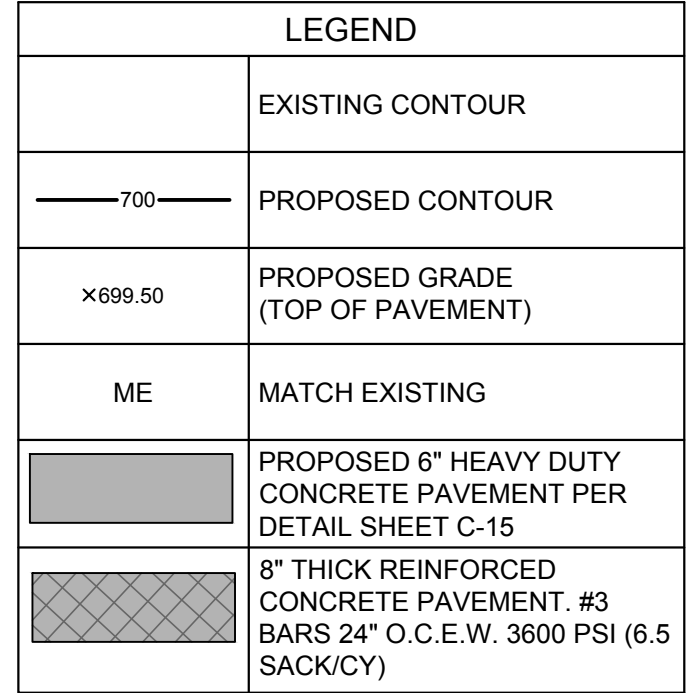 LEGEND
EXISTING CONTOUR
700
PROPOSED CONTOUR
×699.50
PROPOSED GRADE
(TOP OF PAVEMENT)
ME
MATCH EXISTING
PROPOSED 6" HEAVY DUTY
CONCRETE PAVEMENT PER
DETAIL SHEET C-15
8" THICK REINFORCED
CONCRETE PAVEMENT. #3
BARS 24" O.C.E.W. 3600 PSI (6.5
SACK/CY)